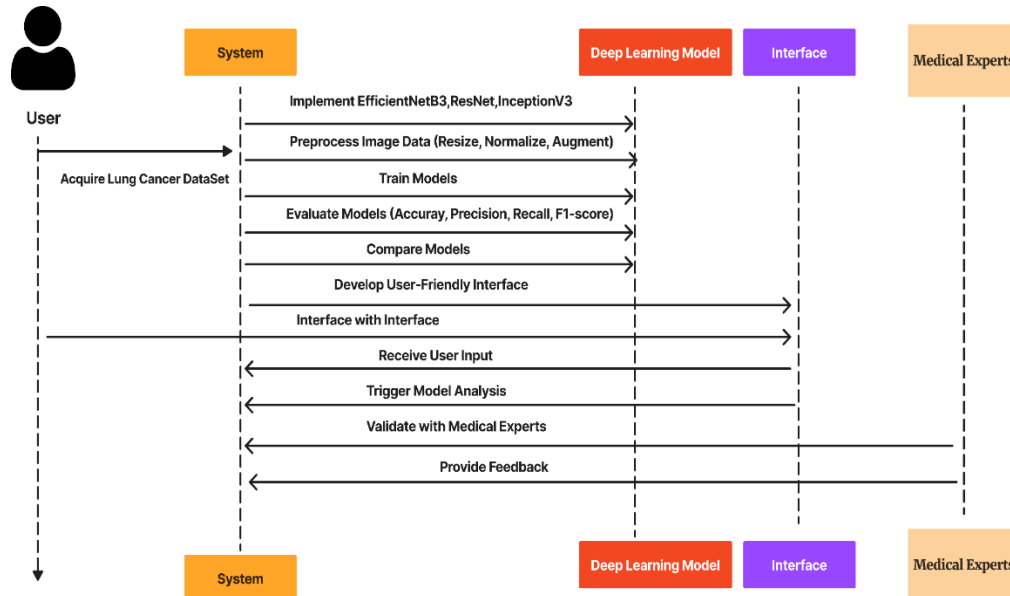 System
Deep Learning Model
Interface
Medical Experts
User
Implement EfficientNetB3,ResNet,InceptionV3
Preprocess Image Data (Resize, Normalize, Augment)
Acquire Lung Cancer DataSet
Train Models
Evaluate Models (Accuray, Precision, Recall, F1-score)
Compare Models
Develop User-Friendly Interface
Interface with Interface
Receive User Input
Trigger Model Analysis
Validate with Medical Experts
Provide Feedback
System
Deep Learning Model
Interface
Medical Experts